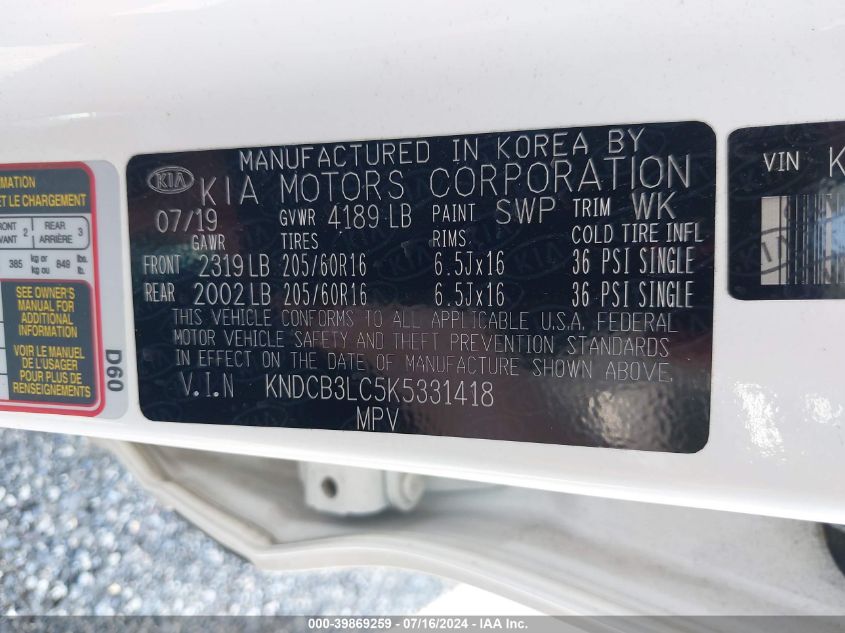 MATION
ET LE CHARGEMENT
FRONT 2 REAR 3
AVANT ARRIÈRE
385 kg or 849 lbs.
kg ou lb.
SEE OWNER'S
MANUAL FOR
ADDITIONAL
INFORMATION
VOIR LE MANUEL
DE L'USAGER
POUR PLUS DE
RENSEIGNEMENTS
D60
MANUFACTURED IN KOREA BY
KIA KIA MOTORS CORPORATION
07/19 GVWR 4189 LB PAINT SWP TRIM WK
GAWR TIRES RIMS COLD TIRE INFL
FRONT 2319 LB 205/60R16 6.5Jx16 36 PSI SINGLE
REAR 2002 LB 205/60R16 6.5Jx16 36 PSI SINGLE
THIS VEHICLE CONFORMS TO ALL APPLICABLE U.S.A. FEDERAL
MOTOR VEHICLE SAFETY AND THEFT PREVENTION STANDARDS
IN EFFECT ON THE DATE OF MANUFACTURE SHOWN ABOVE.
V.I.N KNDCB3LC5K5331418
MPV
VIN K
000-39869259 - 07/16/2024 - IAA Inc.